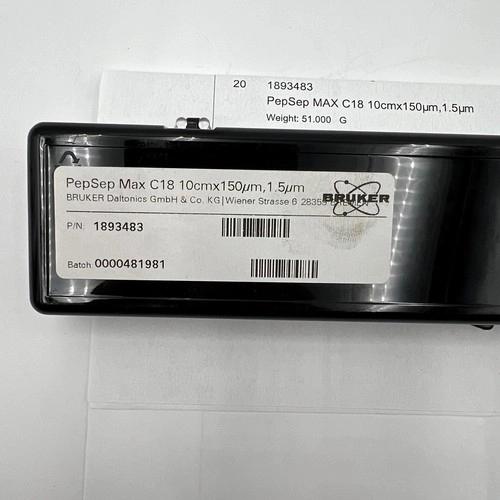 20 1893483
PepSep MAX C18 10cmx150µm,1.5µm
Weight: 51.000 G
PepSep Max C18 10cmx150µm,1.5µm
BRUKER Daltonics GmbH & Co. KG|Wiener Strasse 6 28359
BRUKER
P/N: 1893483
Batch: 0000481981